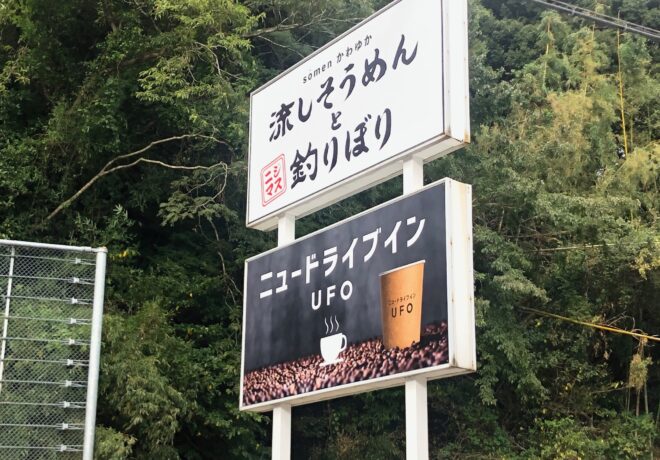 somen かわゆか
流しそうめん
と
釣りぼり
ニシ
マス
ニュードライブイン
UFO
ニュードライブイン
UFO